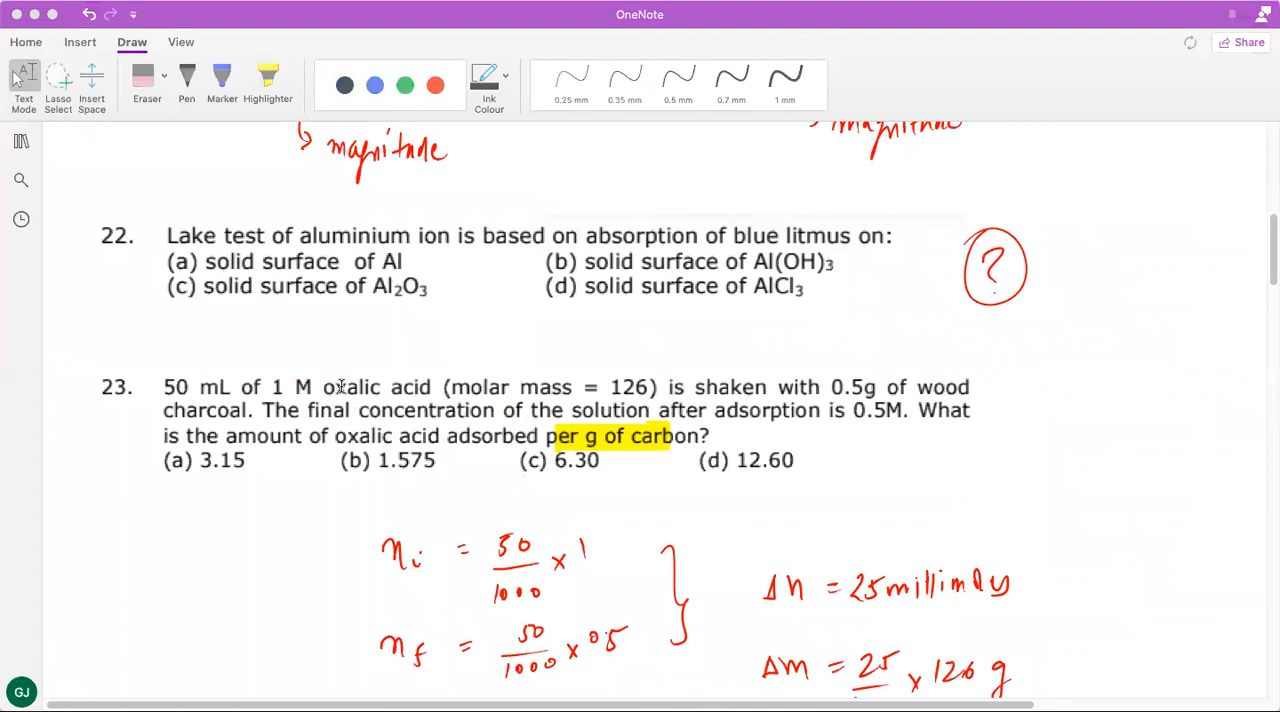 OneNote
Home Insert Draw View
Share
Text Mode
Lasso Select
Insert Space
Eraser
Pen
Marker
Highlighter
Ink Colour
0.25 mm
0.35 mm
0.5 mm
0.7 mm
1 mm
magnitude
magnitude
22. Lake test of aluminium ion is based on absorption of blue litmus on:
(a) solid surface of Al (b) solid surface of Al(OH)3
(c) solid surface of Al₂O₃ (d) solid surface of AlCl₃
?
23. 50 mL of 1 M oxalic acid (molar mass = 126) is shaken with 0.5g of wood
charcoal. The final concentration of the solution after adsorption is 0.5M. What
is the amount of oxalic acid adsorbed per g of carbon?
(a) 3.15 (b) 1.575 (c) 6.30 (d) 12.60
nᵢ = 50/1000 × 1
n_f = 50/1000 × 0.5
Δn = 25 millimoles
Δm = 25 × 126 g
GJ